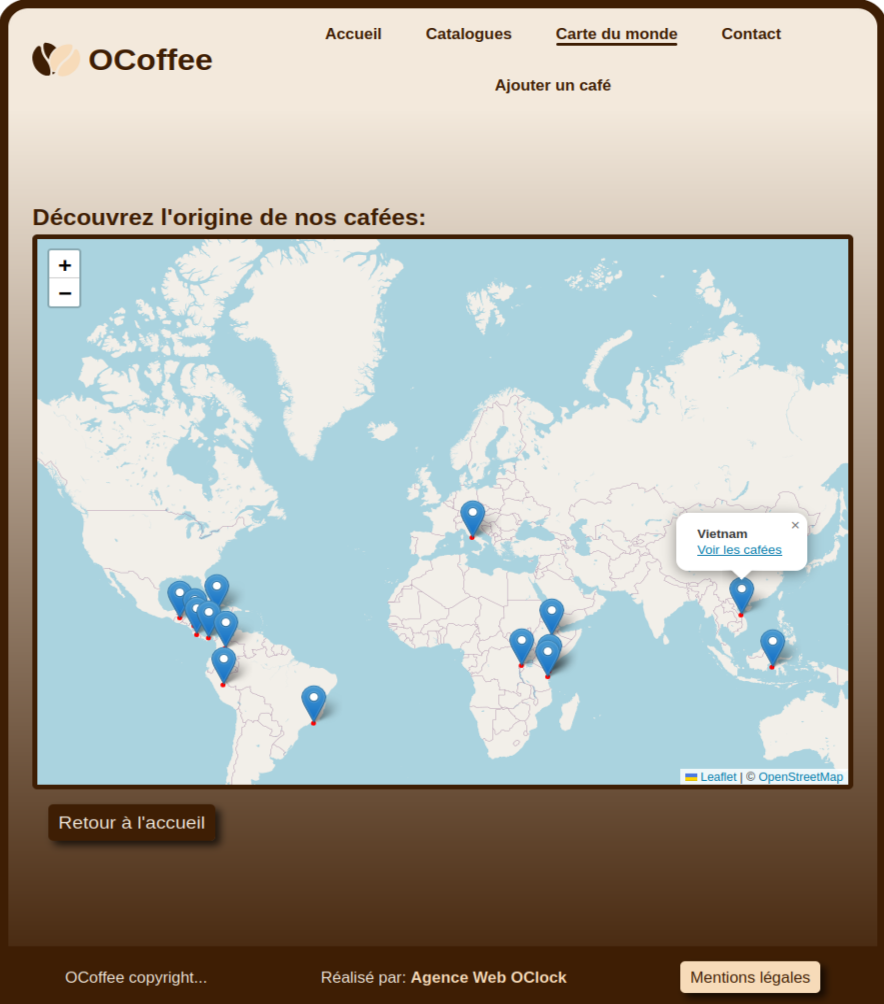 OCoffee
Accueil Catalogues Carte du monde Contact
Ajouter un café
Découvrez l'origine de nos cafées:
+
−
×
Vietnam
Voir les cafées
Leaflet | © OpenStreetMap
Retour à l'accueil
OCoffee copyright... Réalisé par: Agence Web OClock Mentions légales